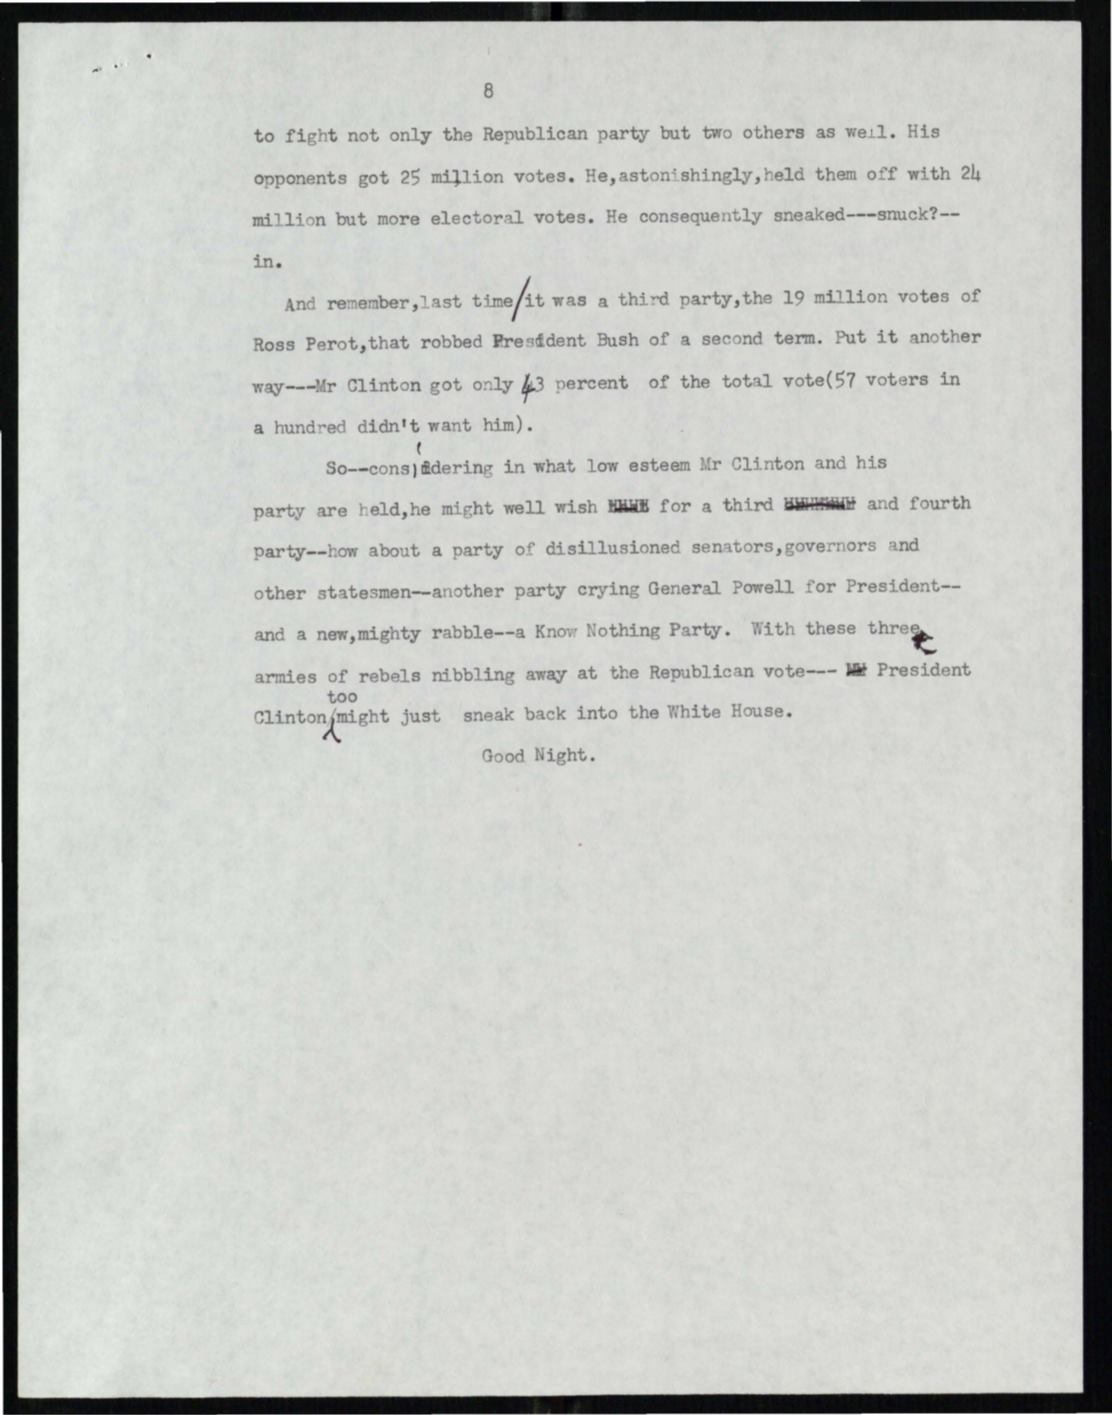 8
to fight not only the Republican party but two others as well. His
opponents got 25 million votes. He,astonishingly,held them off with 24
million but more electoral votes. He consequently sneaked---snuck?--
in.
And remember,last time/it was a third party,the 19 million votes of
Ross Perot,that robbed President Bush of a second term. Put it another
way---Mr Clinton got only 43 percent of the total vote(57 voters in
a hundred didn't want him).
So--considering in what low esteem Mr Clinton and his
party are held,he might well wish for a third and fourth
party--how about a party of disillusioned senators,governors and
other statesmen--another party crying General Powell for President--
and a new,mighty rabble--a Know Nothing Party. With these three
armies of rebels nibbling away at the Republican vote--- President
too
Clinton might just sneak back into the White House.
Good Night.